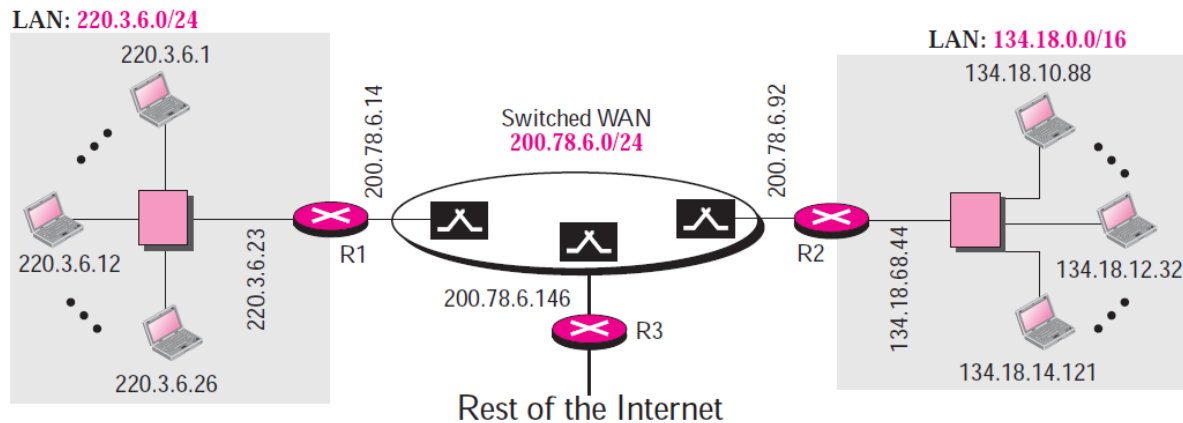 LAN: 220.3.6.0/24
220.3.6.1
220.3.6.12
220.3.6.26
220.3.6.23
R1
200.78.6.14
Switched WAN
200.78.6.0/24
200.78.6.146
R3
Rest of the Internet
200.78.6.92
R2
LAN: 134.18.0.0/16
134.18.10.88
134.18.12.32
134.18.68.44
134.18.14.121